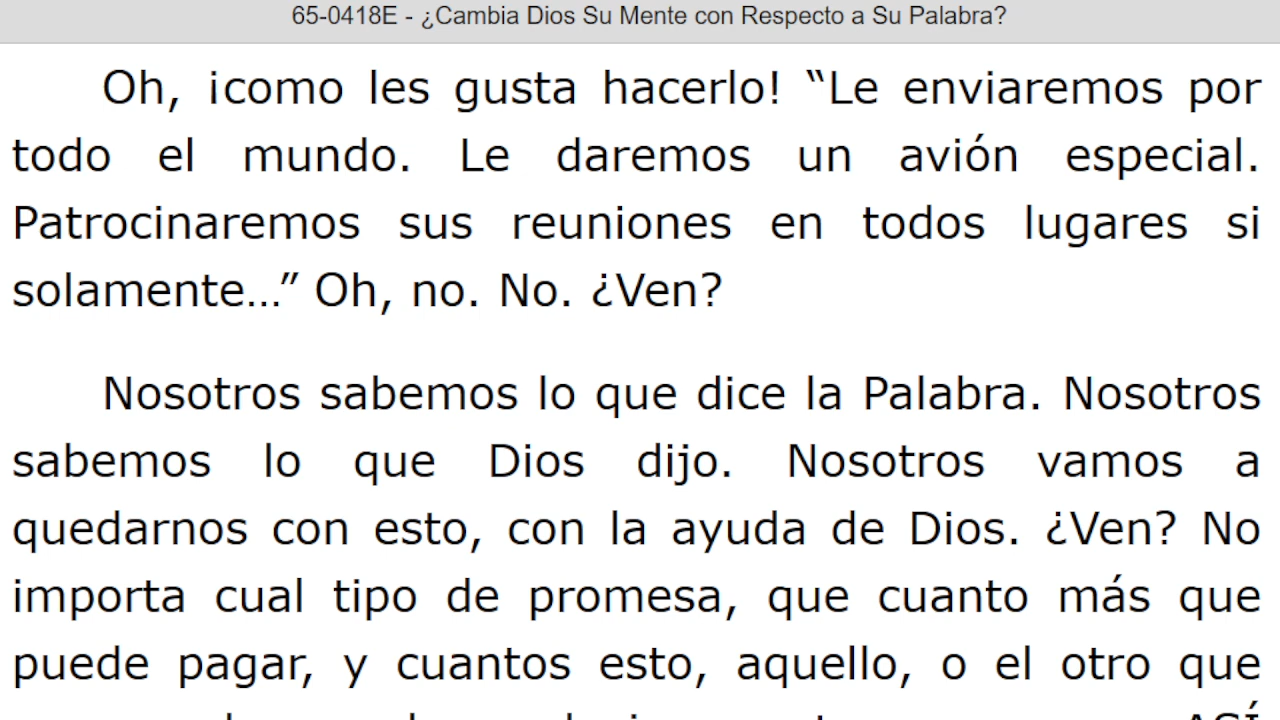 65-0418E - ¿Cambia Dios Su Mente con Respecto a Su Palabra?
Oh, ¡como les gusta hacerlo! “Le enviaremos por
todo el mundo. Le daremos un avión especial.
Patrocinaremos sus reuniones en todos lugares si
solamente...” Oh, no. No. ¿Ven?
Nosotros sabemos lo que dice la Palabra. Nosotros
sabemos lo que Dios dijo. Nosotros vamos a
quedarnos con esto, con la ayuda de Dios. ¿Ven? No
importa cual tipo de promesa, que cuanto más que
puede pagar, y cuantos esto, aquello, o el otro que